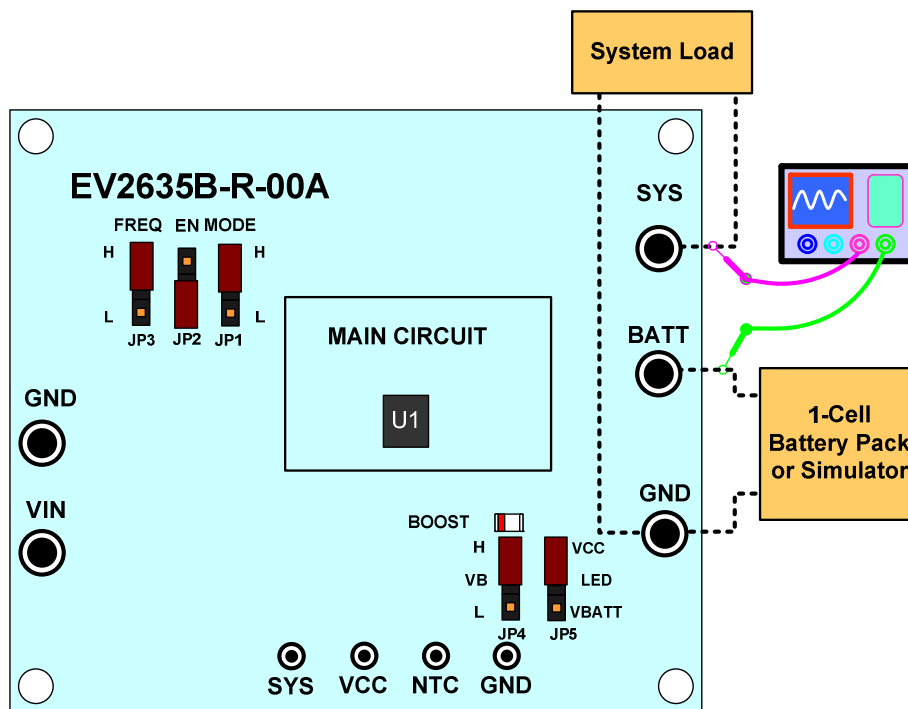 System Load
EV2635B-R-00A
SYS
FREQ EN MODE
H H
L L
JP3 JP2 JP1
MAIN CIRCUIT
BATT
U1
GND
1-Cell
Battery Pack
or Simulator
VIN
GND
BOOST
H VCC
VB LED
L VBATT
JP4 JP5
SYS VCC NTC GND